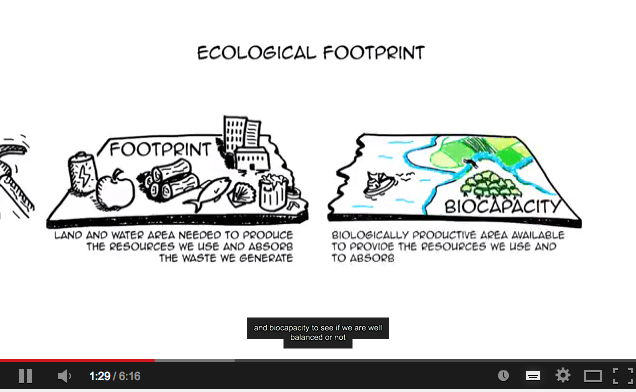 ECOLOGICAL FOOTPRINT
FOOTPRINT
LAND AND WATER AREA NEEDED TO PRODUCE
THE RESOURCES WE USE AND ABSORB
THE WASTE WE GENERATE
BIOCAPACITY
BIOLOGICALLY PRODUCTIVE AREA AVAILABLE
TO PROVIDE THE RESOURCES WE USE AND
TO ABSORB
and biocapacity to see if we are well
balanced or not
1:29 / 6:16